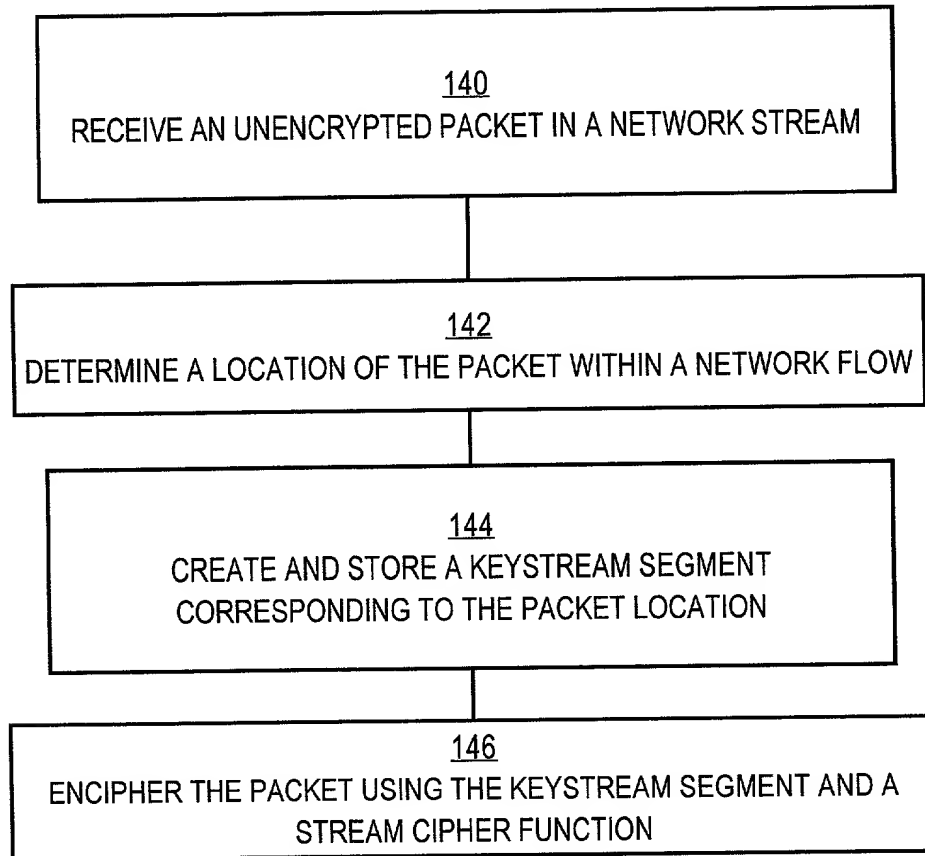 140
RECEIVE AN UNENCRYPTED PACKET IN A NETWORK STREAM
142
DETERMINE A LOCATION OF THE PACKET WITHIN A NETWORK FLOW
144
CREATE AND STORE A KEYSTREAM SEGMENT
CORRESPONDING TO THE PACKET LOCATION
146
ENCIPHER THE PACKET USING THE KEYSTREAM SEGMENT AND A
STREAM CIPHER FUNCTION